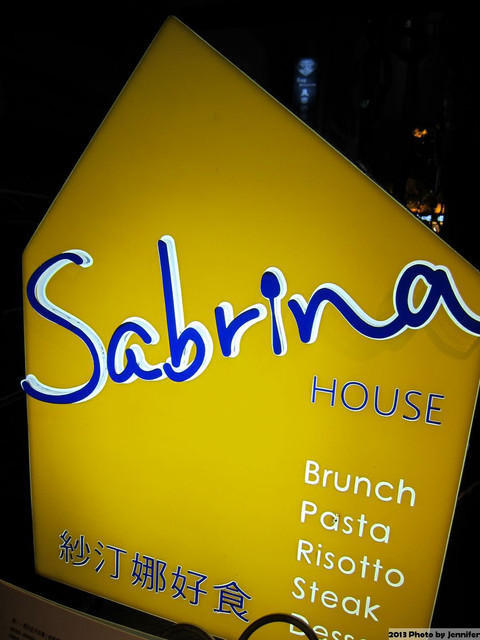 Sabrina
HOUSE
Brunch
Pasta
Risotto
Steak
紗汀娜好食
2013 Photo by Jennifer